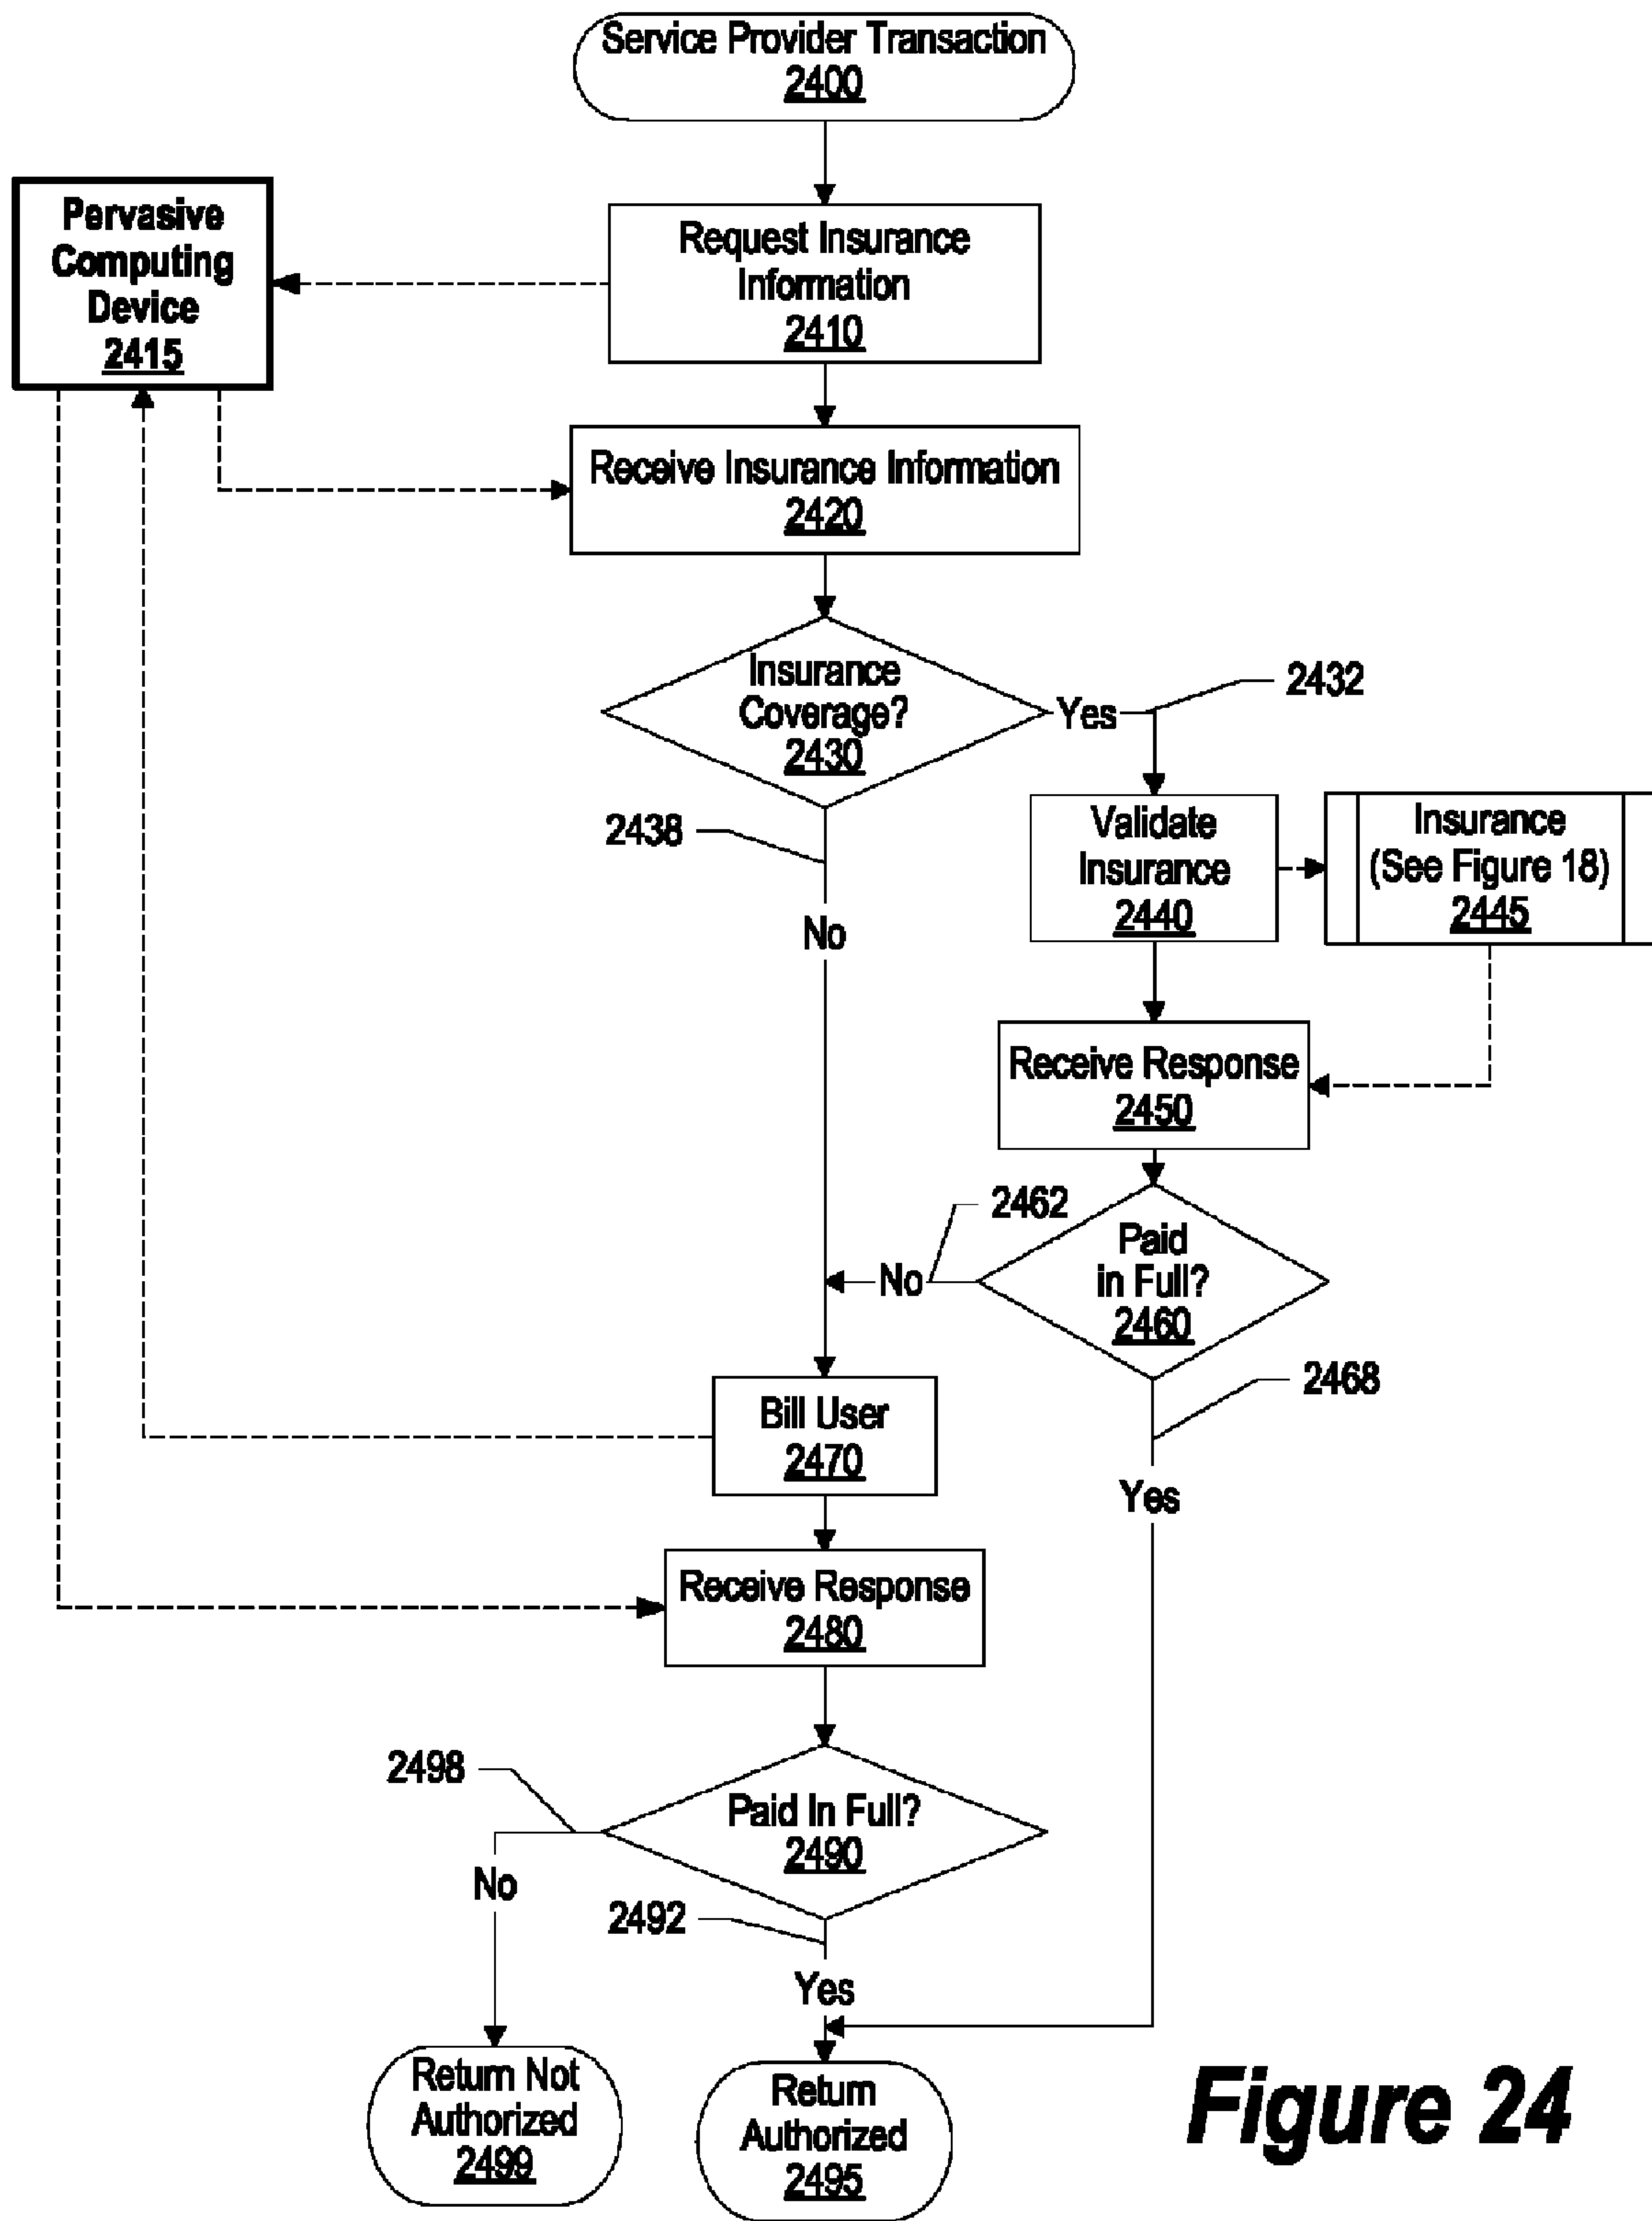 Service Provider Transaction
2400
Pervasive
Computing
Device
2415
Request Insurance
Information
2410
Receive Insurance Information
2420
Insurance
Coverage?
2430
Yes
2432
2438
No
Validate
Insurance
2440
Insurance
(See Figure 18)
2445
Receive Response
2450
2462
No
Paid
in Full?
2460
2468
Yes
Bill User
2470
Receive Response
2480
2498
Paid In Full?
2490
No
2492
Yes
Return Not
Authorized
2499
Return
Authorized
2495
Figure 24